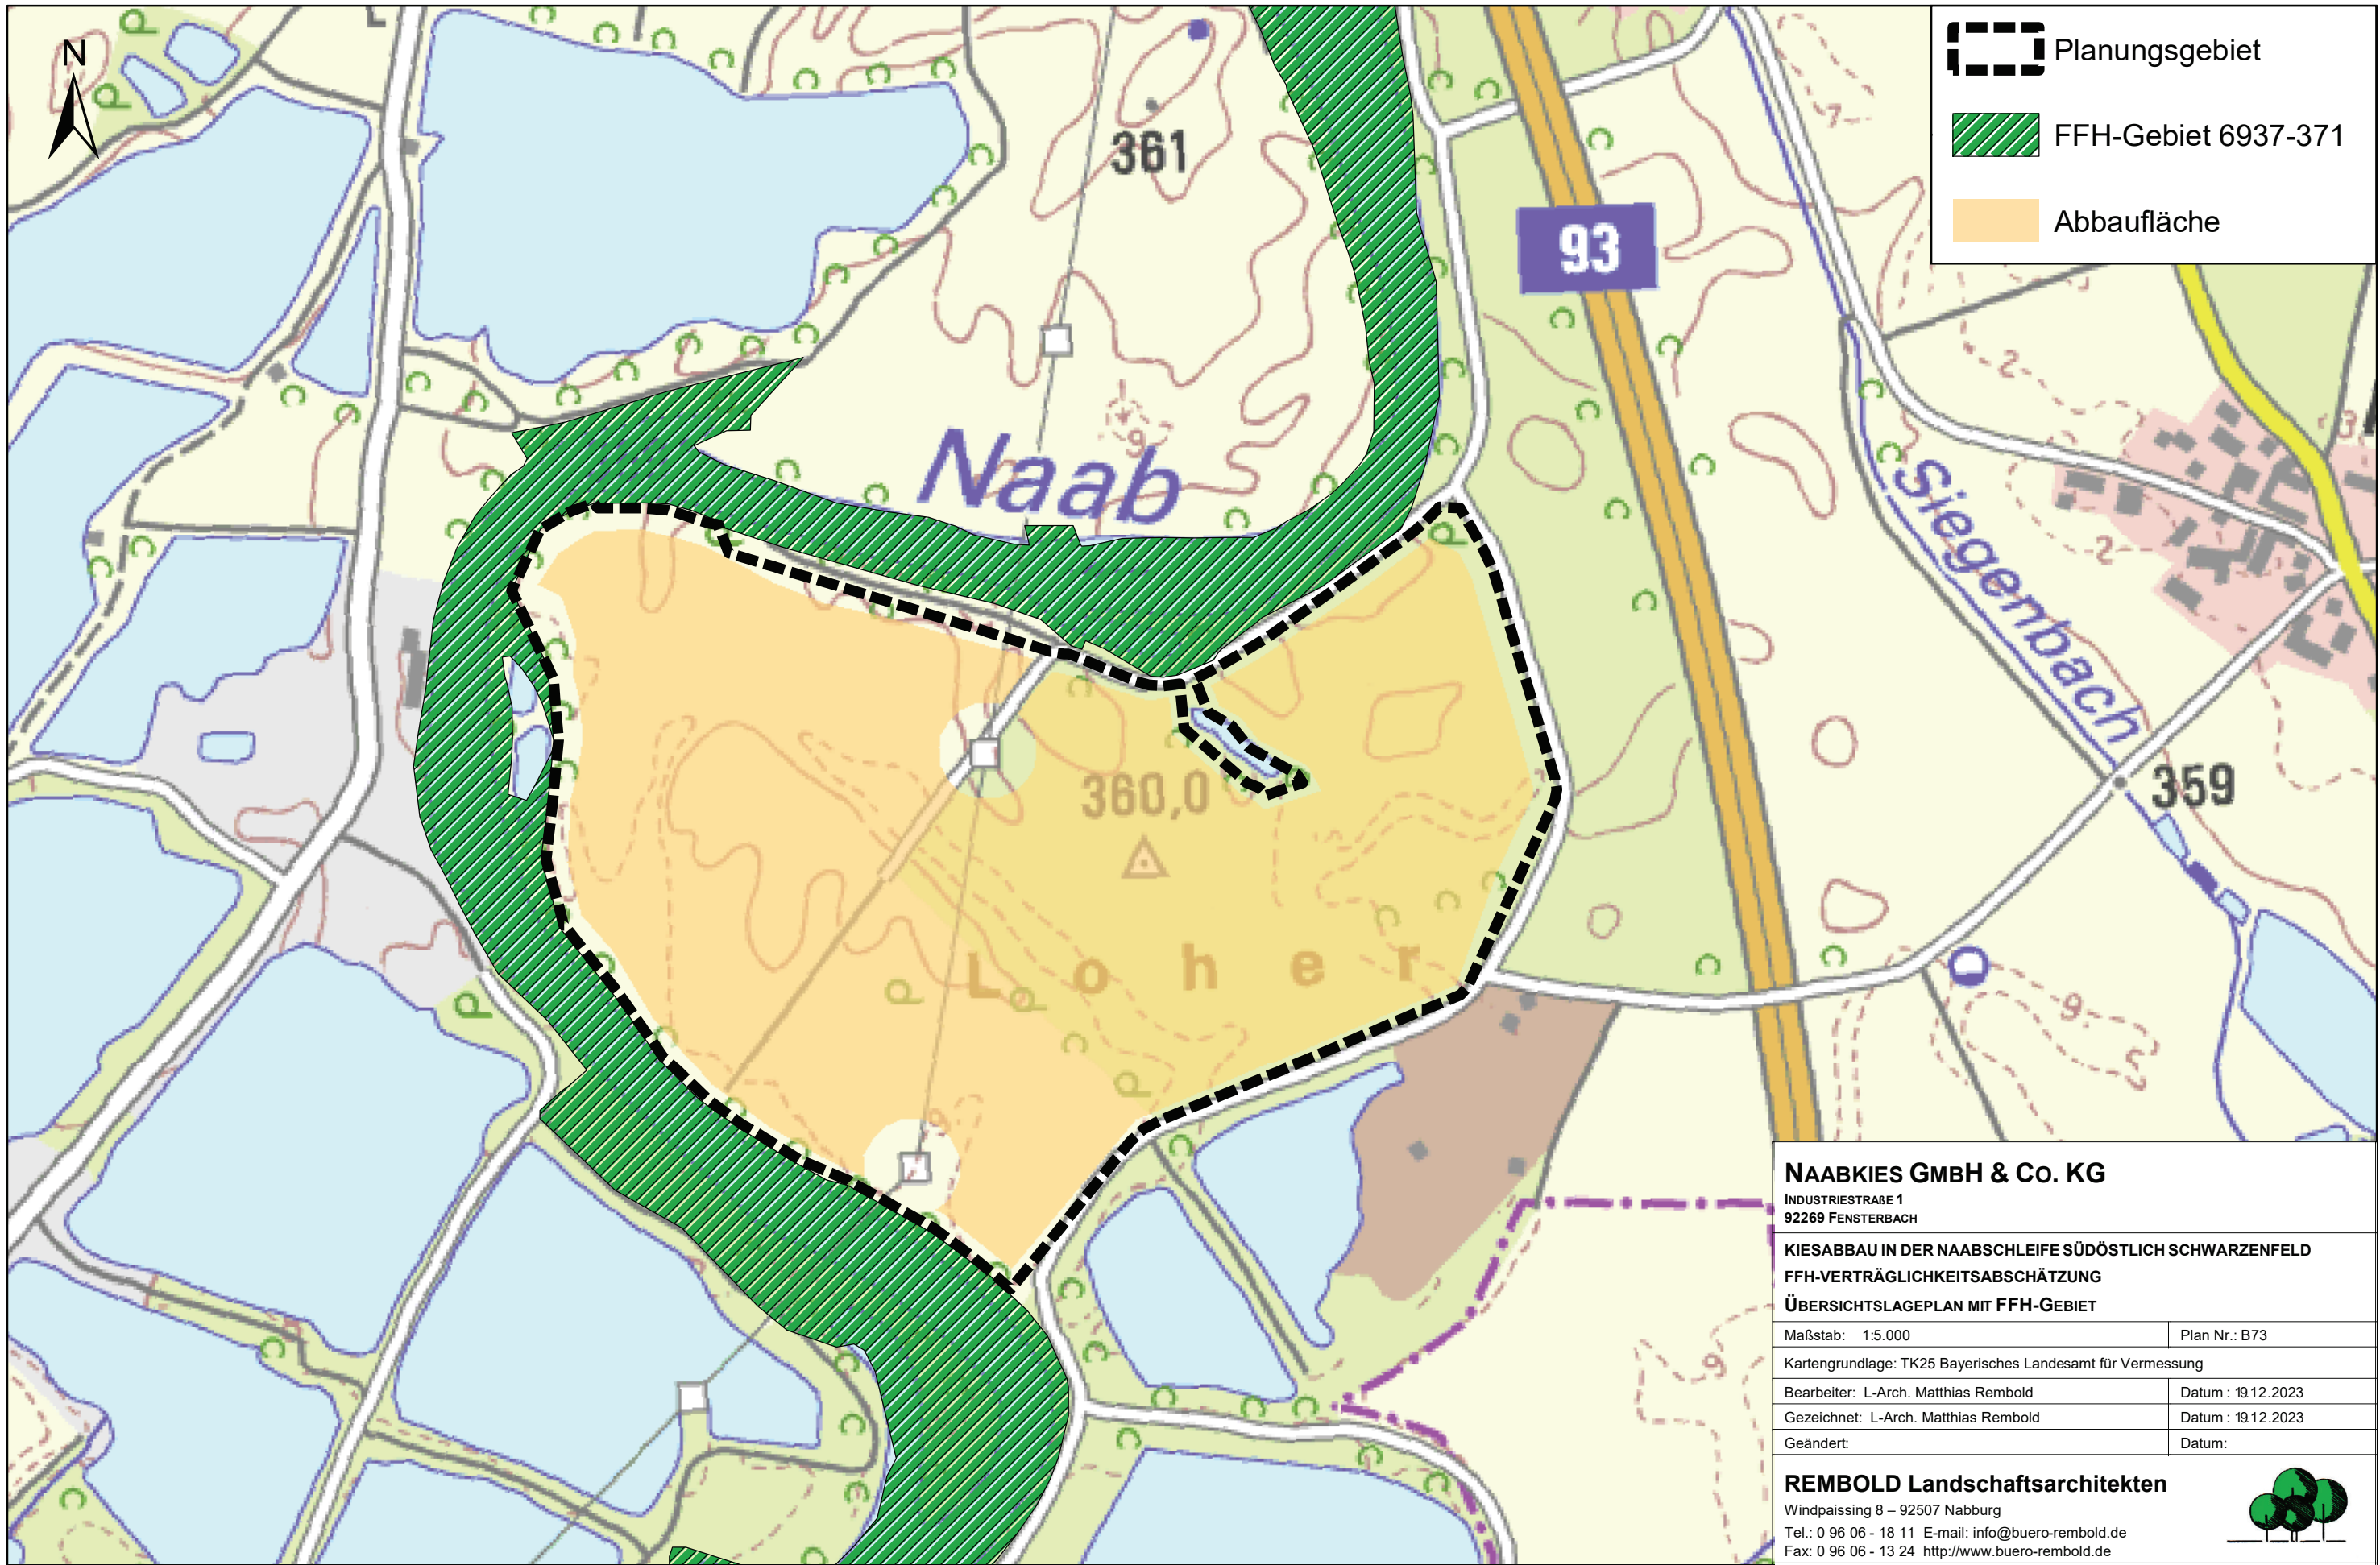 N
Planungsgebiet
FFH-Gebiet 6937-371
Abbaufläche
361
93
Naab
Siegenbach
360,0
359
Loher
NAABKIES GMBH & CO. KG
INDUSTRIESTRAßE 1
92269 FENSTERBACH
KIESABBAU IN DER NAABSCHLEIFE SÜDÖSTLICH SCHWARZENFELD
FFH-VERTRÄGLICHKEITSABSCHÄTZUNG
ÜBERSICHTSLAGEPLAN MIT FFH-GEBIET
Maßstab: 1:5.000 Plan Nr.: B73
Kartengrundlage: TK25 Bayerisches Landesamt für Vermessung
Bearbeiter: L-Arch. Matthias Rembold Datum : 19.12.2023
Gezeichnet: L-Arch. Matthias Rembold Datum : 19.12.2023
Geändert: Datum:
REMBOLD Landschaftsarchitekten
Windpaissing 8 – 92507 Nabburg
Tel.: 0 96 06 - 18 11 E-mail: info@buero-rembold.de
Fax: 0 96 06 - 13 24 http://www.buero-rembold.de